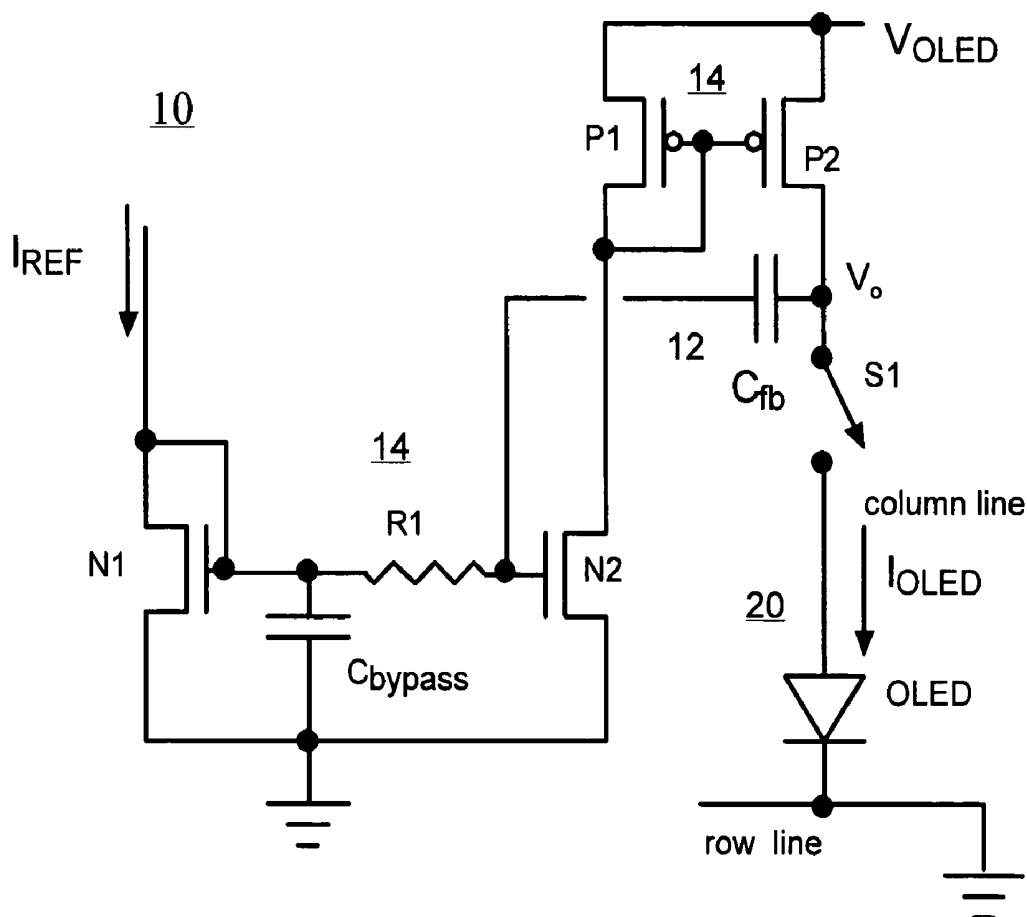 V_OLED
14
10
P1
P2
I_REF
V_o
12
S1
C_fb
14
column line
R1
N1
N2
I_OLED
20
C_bypass
OLED
row line